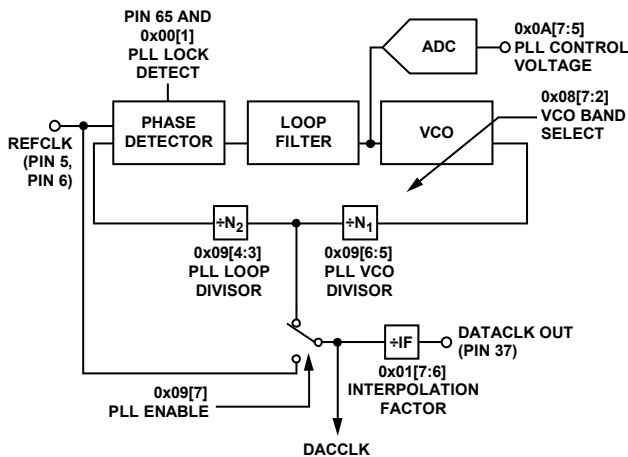 PIN 65 AND
0x00[1]
PLL LOCK
DETECT
ADC
0x0A[7:5]
PLL CONTROL
VOLTAGE
0x08[7:2]
VCO BAND
SELECT
REFCLK
(PIN 5,
PIN 6)
PHASE
DETECTOR
LOOP
FILTER
VCO
÷N2
0x09[4:3]
PLL LOOP
DIVISOR
÷N1
0x09[6:5]
PLL VCO
DIVISOR
÷IF
0x01[7:6]
INTERPOLATION
FACTOR
DATACLK OUT
(PIN 37)
0x09[7]
PLL ENABLE
DACCLK